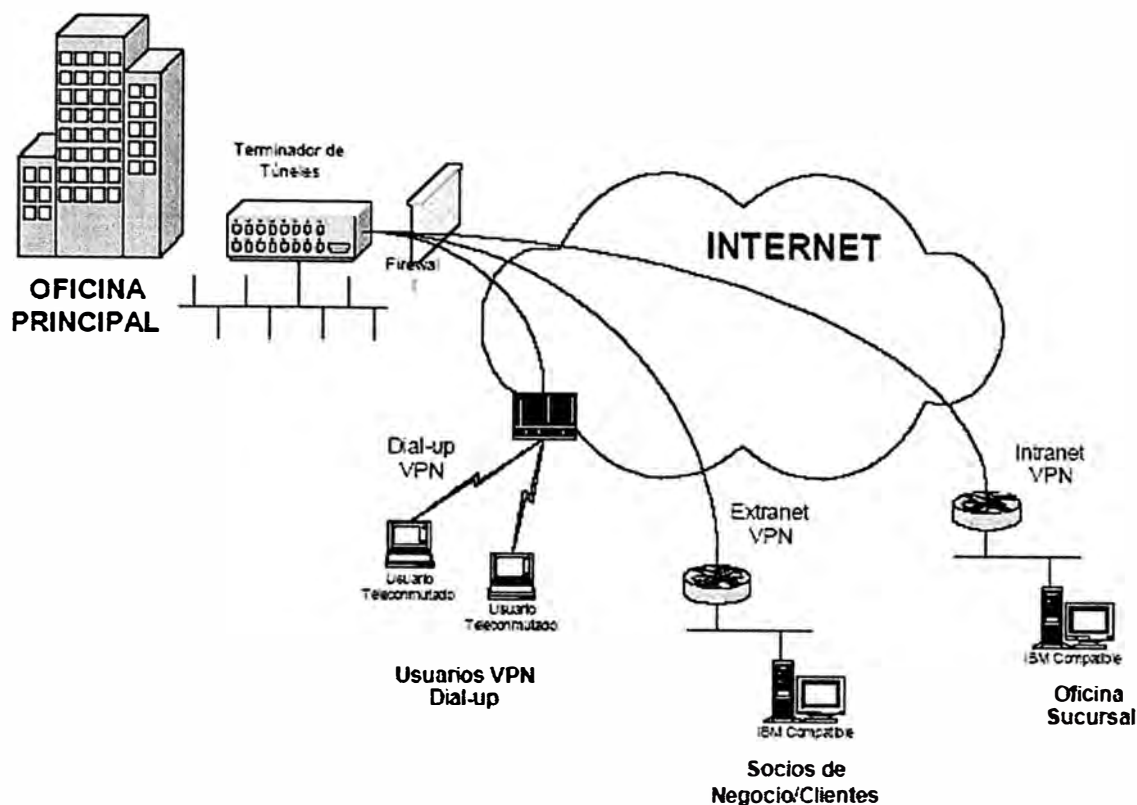 Terminador de
Túneles
Firewal
l
INTERNET
OFICINA
PRINCIPAL
Dial-up
VPN
Intranet
VPN
Extranet
VPN
Usuario
Teleconmutado
Usuario
Teleconmutado
Usuarios VPN
Dial-up
IBM Compatible
Oficina
Sucursal
IBM Compatible
Socios de
Negocio/Clientes